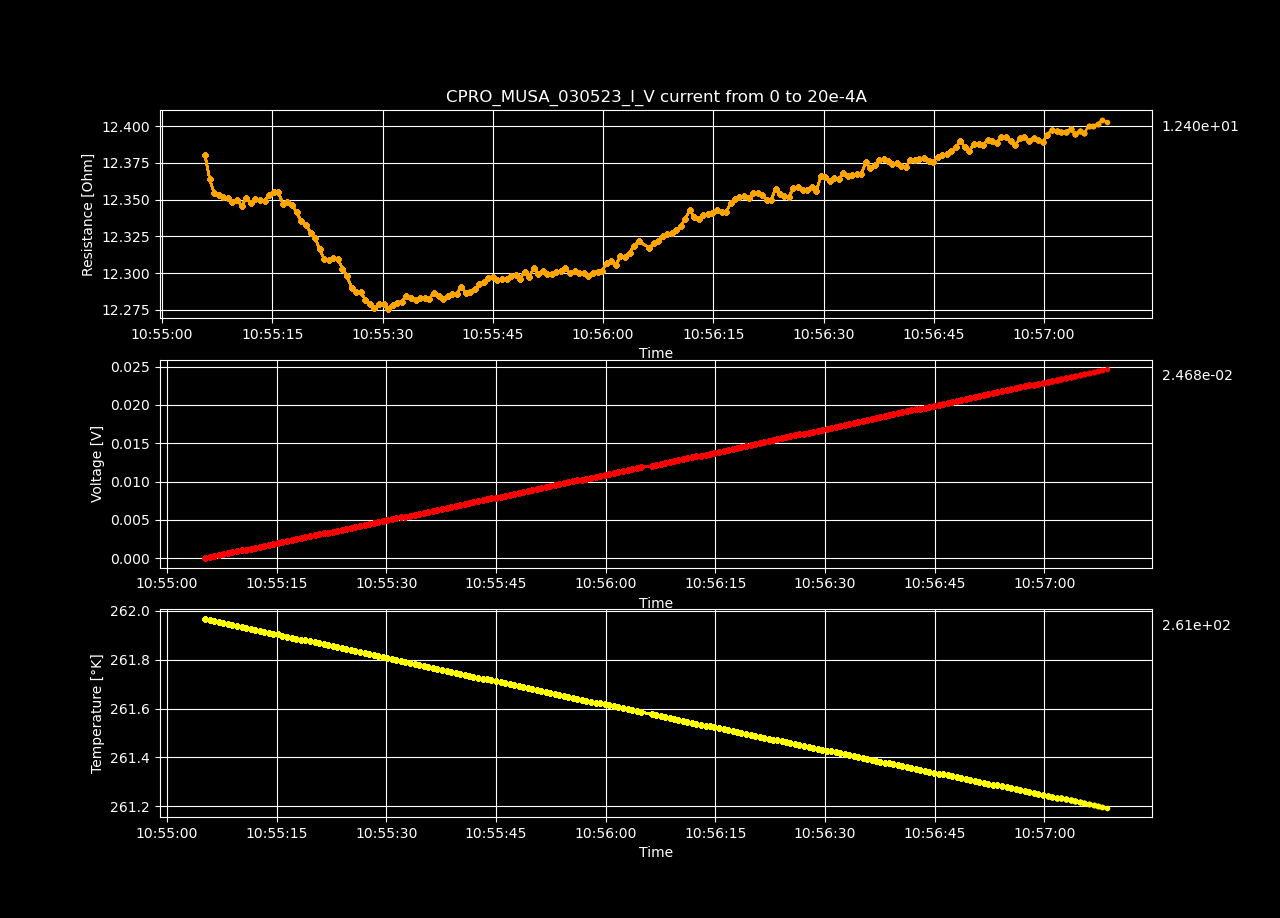 CPRO_MUSA_030523_I_V current from 0 to 20e-4A
12.400
12.375
12.350
12.325
12.300
12.275
Resistance [Ohm]
1.240e+01
10:55:00 10:55:15 10:55:30 10:55:45 10:56:00 10:56:15 10:56:30 10:56:45 10:57:00
Time
0.025
0.020
0.015
0.010
0.005
0.000
Voltage [V]
2.468e-02
10:55:00 10:55:15 10:55:30 10:55:45 10:56:00 10:56:15 10:56:30 10:56:45 10:57:00
Time
262.0
261.8
261.6
261.4
261.2
Temperature [°K]
2.61e+02
10:55:00 10:55:15 10:55:30 10:55:45 10:56:00 10:56:15 10:56:30 10:56:45 10:57:00
Time